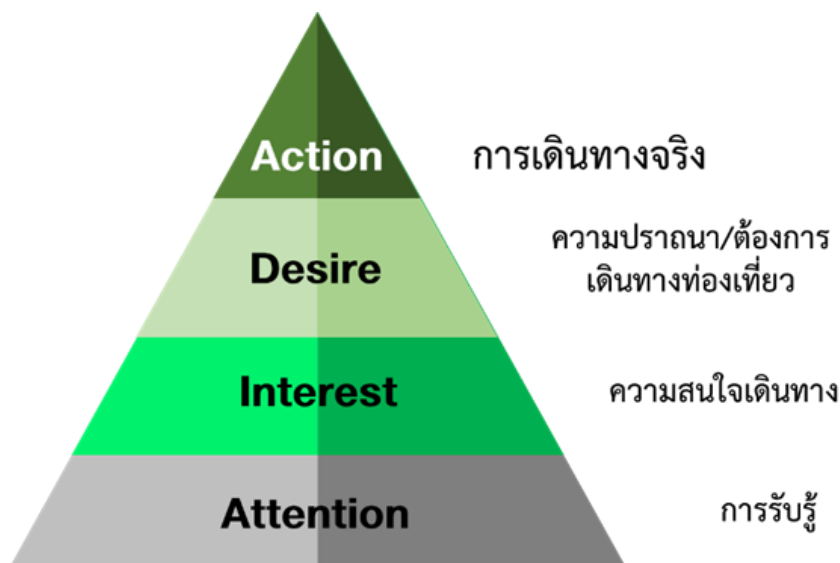 Action
การเดินทางจริง
Desire
ความปราถนา/ต้องการ
เดินทางท่องเที่ยว
Interest
ความสนใจเดินทาง
Attention
การรับรู้